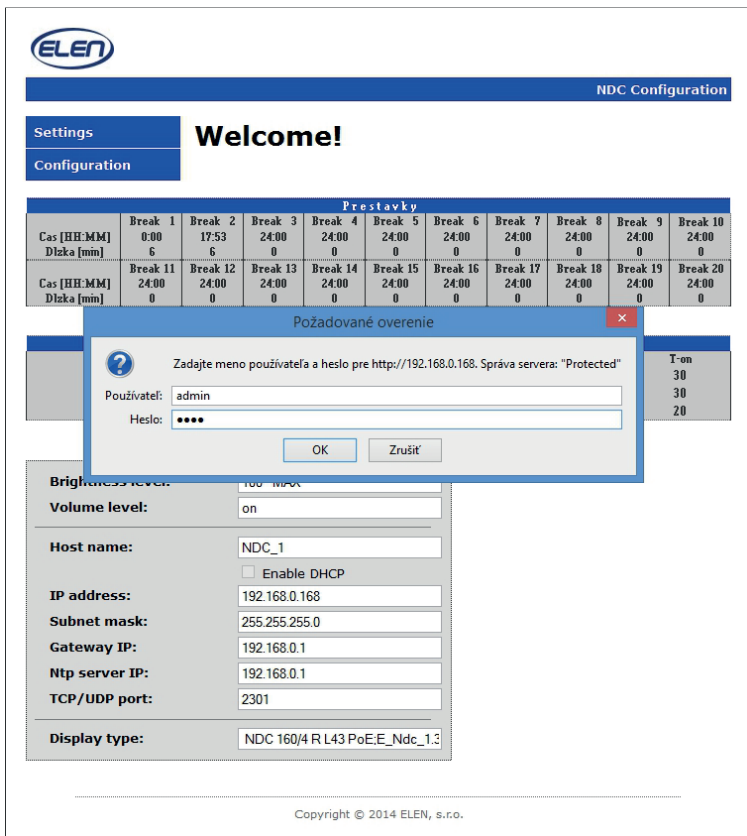 ELEN
NDC Configuration
Settings
Welcome!
Configuration
Prestavky
Break 1 Break 2 Break 3 Break 4 Break 5 Break 6 Break 7 Break 8 Break 9 Break 10
Cas [HH:MM] 0:00 17:53 24:00 24:00 24:00 24:00 24:00 24:00 24:00 24:00
Dlzka [min] 6 6 0 0 0 0 0 0 0 0
Break 11 Break 12 Break 13 Break 14 Break 15 Break 16 Break 17 Break 18 Break 19 Break 20
Cas [HH:MM] 24:00 24:00 24:00 24:00 24:00 24:00 24:00 24:00 24:00 24:00
Dlzka [min] 0 0 0 0 0 0 0 0 0 0
Požadované overenie
Zadajte meno používateľa a heslo pre http://192.168.0.168. Správa servera: "Protected"
Používateľ: admin
Heslo: ●●●●
OK Zrušiť
T-on
30
30
20
Brightness level:
Volume level: on
Host name: NDC_1
Enable DHCP
IP address: 192.168.0.168
Subnet mask: 255.255.255.0
Gateway IP: 192.168.0.1
Ntp server IP: 192.168.0.1
TCP/UDP port: 2301
Display type: NDC 160/4 R L43 PoE;E_Ndc_1.3
Copyright © 2014 ELEN, s.r.o.